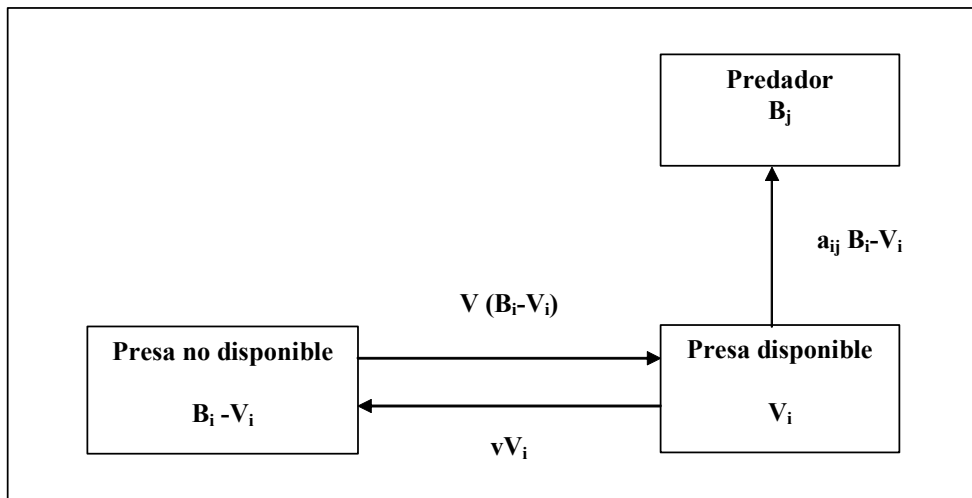 Predador
Bⱼ
aᵢⱼ Bᵢ-Vᵢ
V (Bᵢ-Vᵢ)
Presa no disponible
Bᵢ -Vᵢ
Presa disponible
Vᵢ
vVᵢ